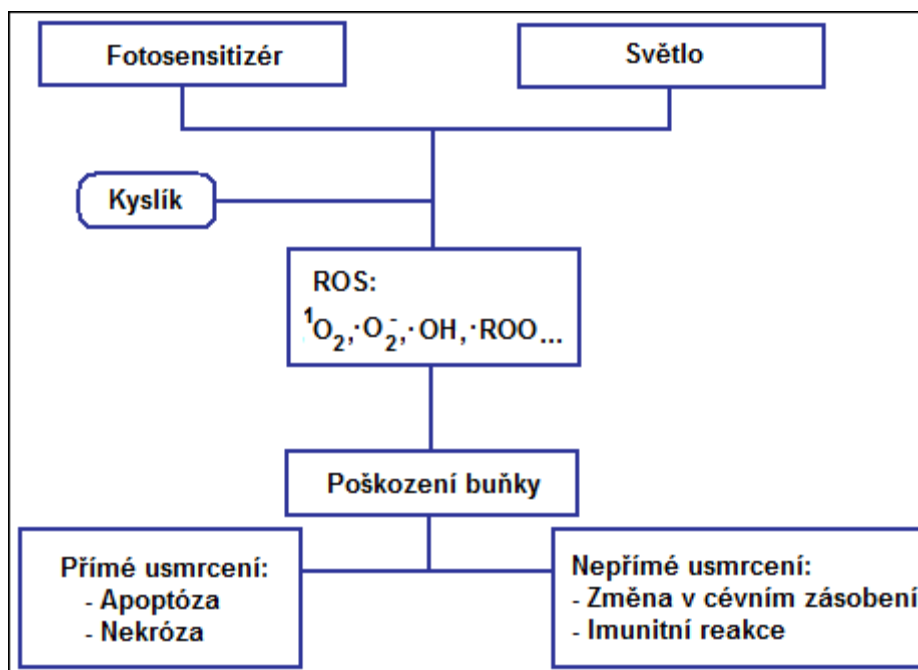 Fotosensitizér
Světlo
Kyslík
ROS:
¹O₂,·O₂⁻,·OH,·ROO...
Poškození buňky
Přímé usmrcení:
- Apoptóza
- Nekróza
Nepřímé usmrcení:
- Změna v cévním zásobení
- Imunitní reakce